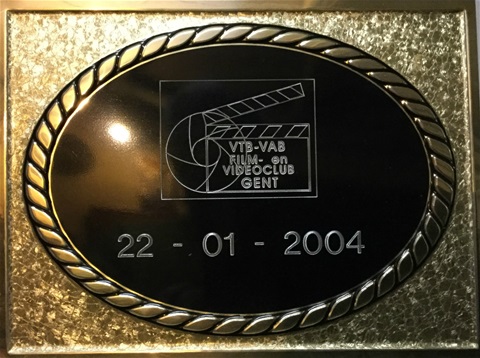 VTB-VAB
FILM- en
VIDEOCLUB
GENT
22 - 01 - 2004